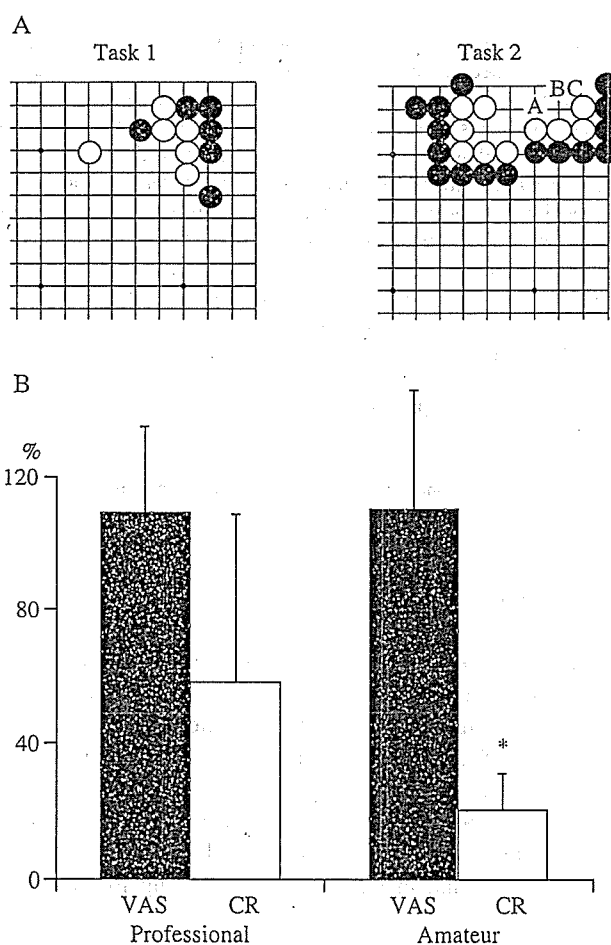 A
Task 1
Task 2
BC
A
B
%
120
80
40
*
0
VAS CR VAS CR
Professional Amateur